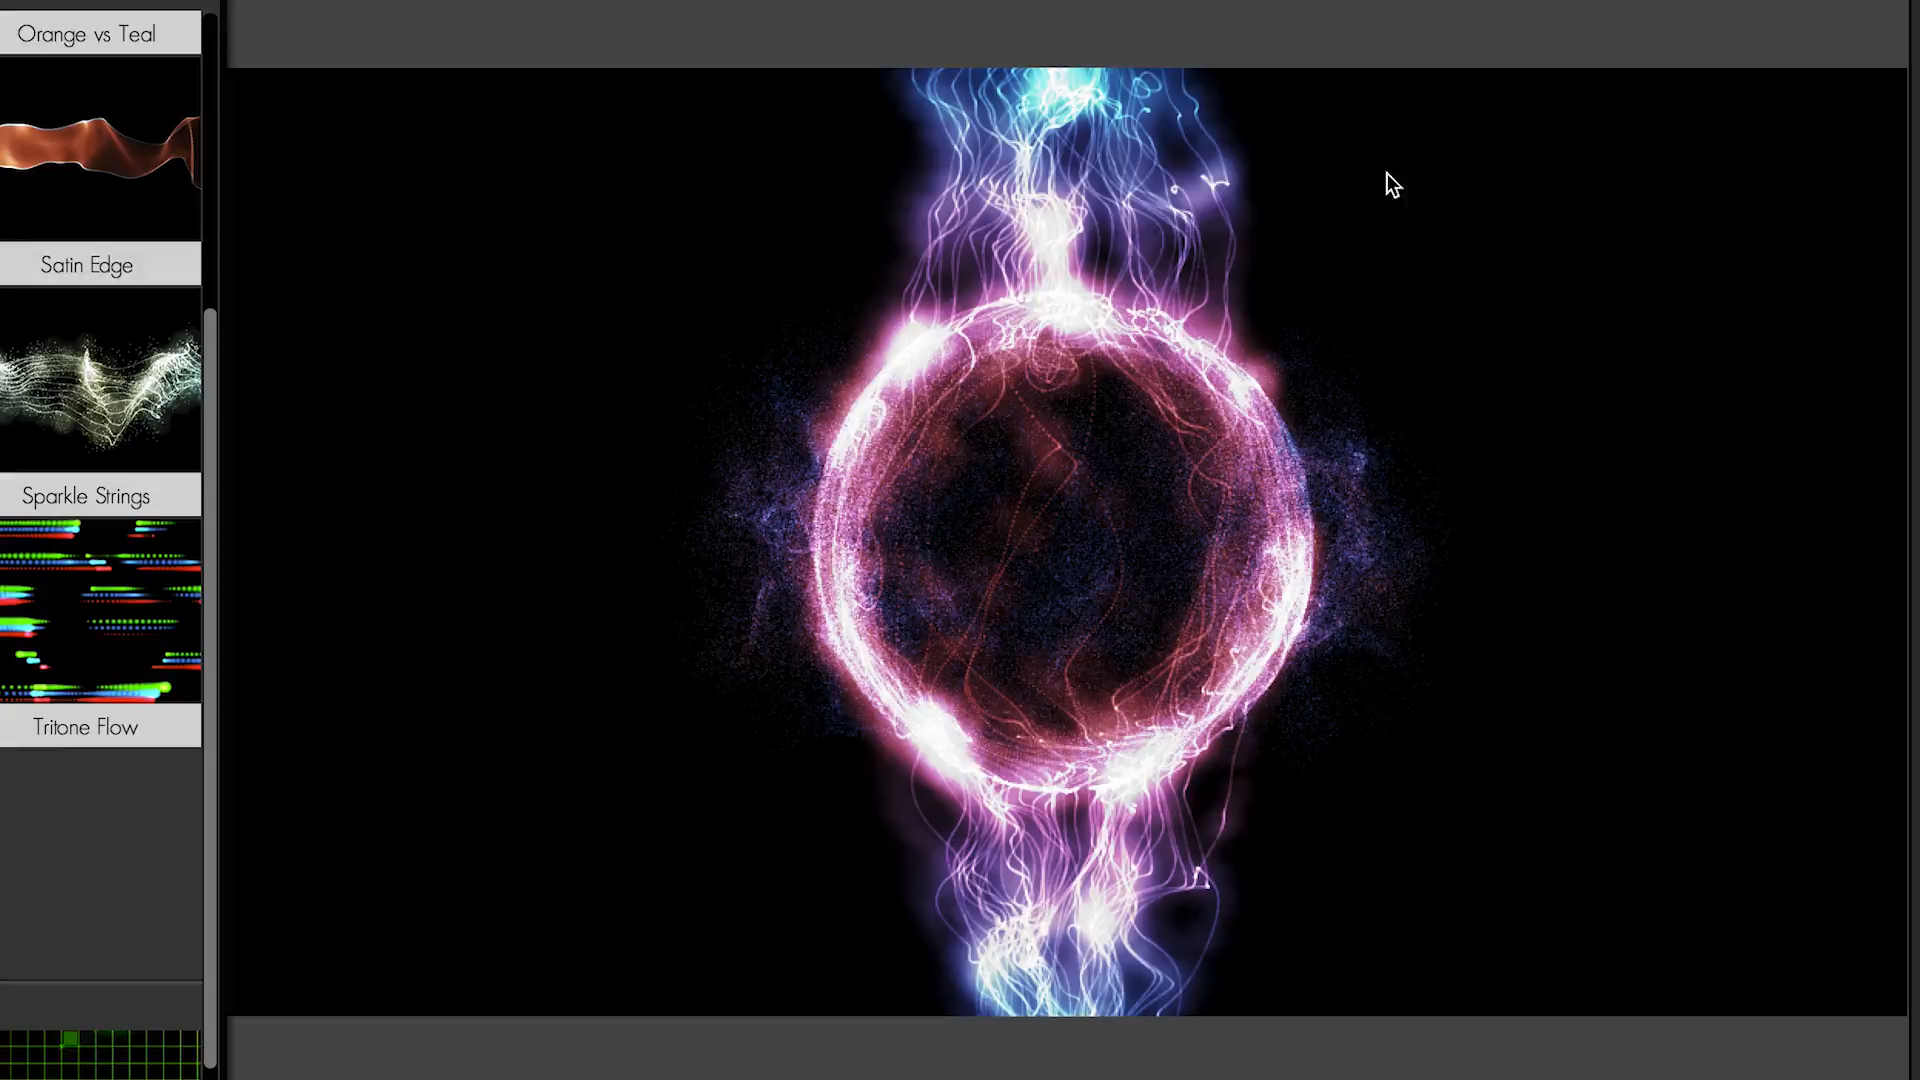 Orange vs Teal
Satin Edge
Sparkle Strings
Tritone Flow